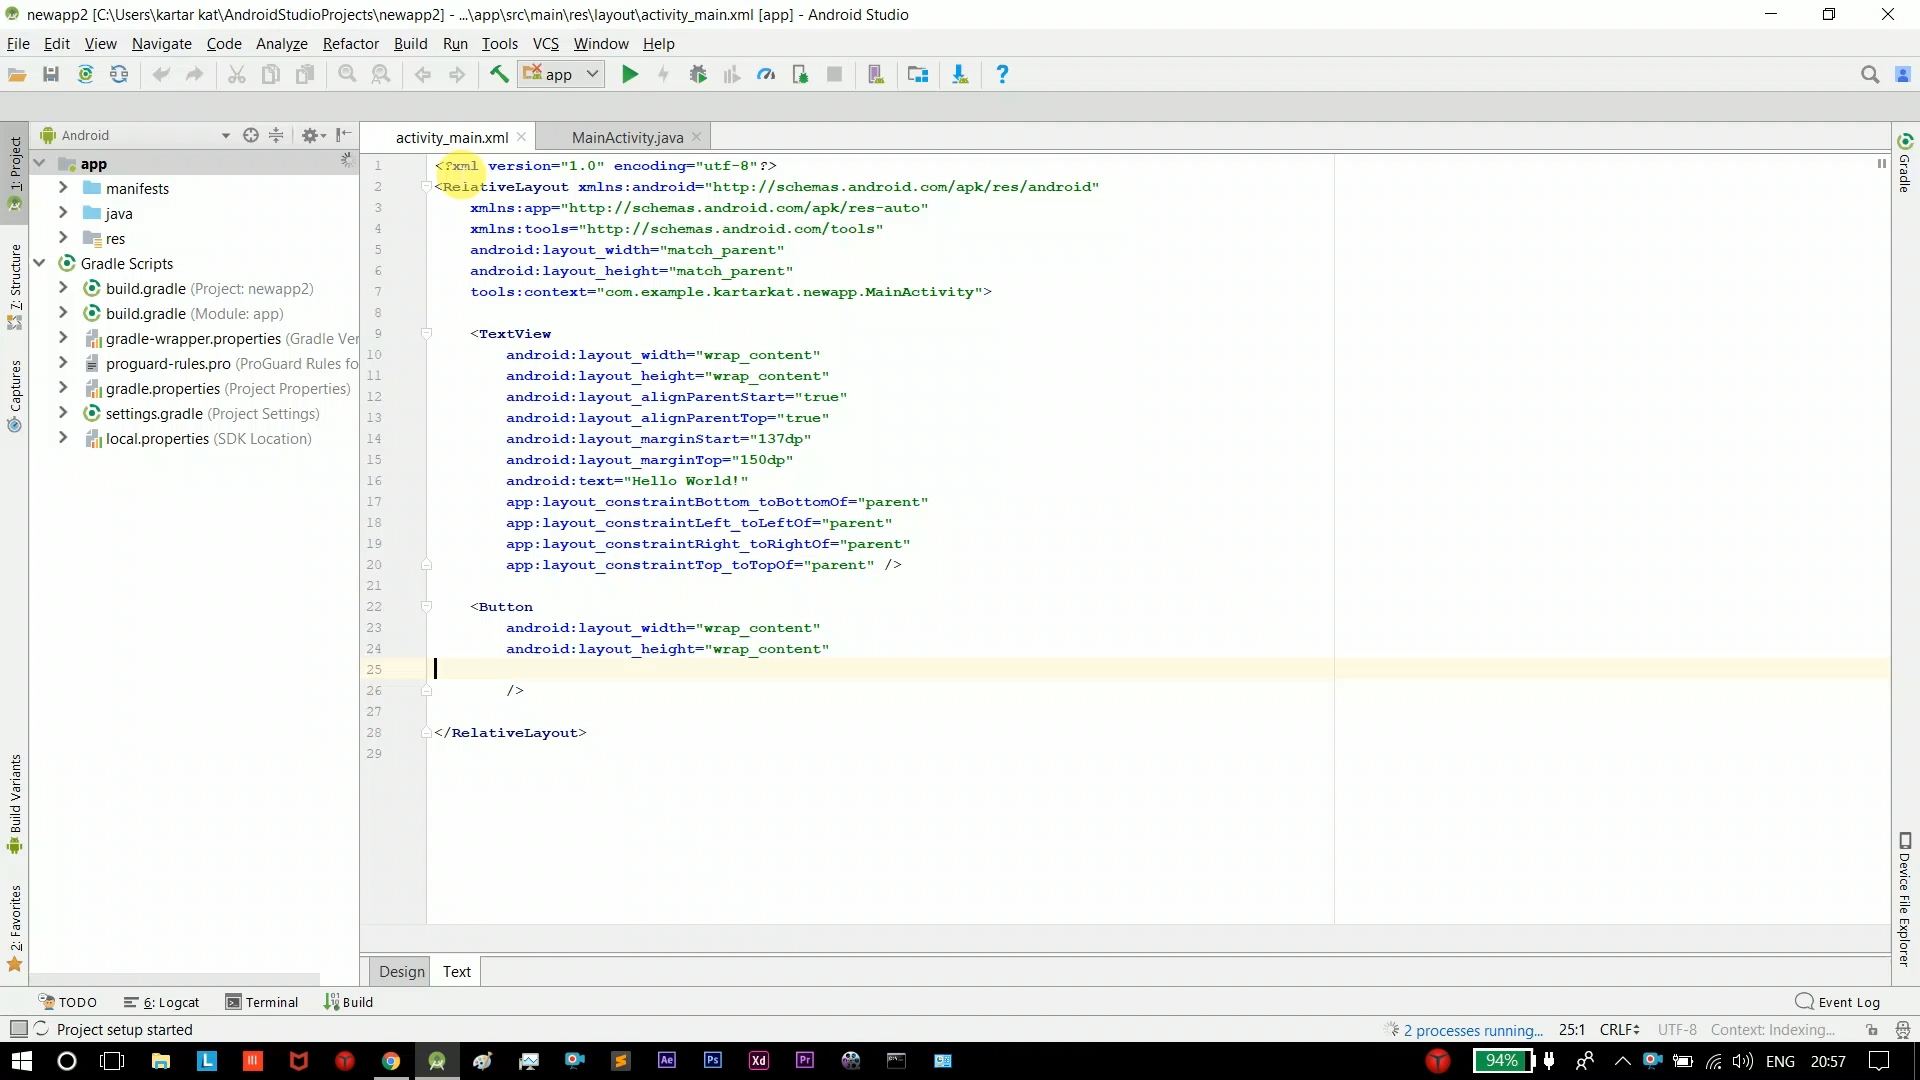 newapp2 [C:\Users\kartar kat\AndroidStudioProjects\newapp2] - ...\app\src\main\res\layout\activity_main.xml [app] - Android Studio
File Edit View Navigate Code Analyze Refactor Build Run Tools VCS Window Help
app
Android
activity_main.xml
MainActivity.java
1: Project
7: Structure
Captures
Build Variants
2: Favorites
app
manifests
java
res
Gradle Scripts
build.gradle (Project: newapp2)
build.gradle (Module: app)
gradle-wrapper.properties (Gradle Ver
proguard-rules.pro (ProGuard Rules fo
gradle.properties (Project Properties)
settings.gradle (Project Settings)
local.properties (SDK Location)
1 <?xml version="1.0" encoding="utf-8"?>
2 <RelativeLayout xmlns:android="http://schemas.android.com/apk/res/android"
3 xmlns:app="http://schemas.android.com/apk/res-auto"
4 xmlns:tools="http://schemas.android.com/tools"
5 android:layout_width="match_parent"
6 android:layout_height="match_parent"
7 tools:context="com.example.kartarkat.newapp.MainActivity">
8
9 <TextView
10 android:layout_width="wrap_content"
11 android:layout_height="wrap_content"
12 android:layout_alignParentStart="true"
13 android:layout_alignParentTop="true"
14 android:layout_marginStart="137dp"
15 android:layout_marginTop="150dp"
16 android:text="Hello World!"
17 app:layout_constraintBottom_toBottomOf="parent"
18 app:layout_constraintLeft_toLeftOf="parent"
19 app:layout_constraintRight_toRightOf="parent"
20 app:layout_constraintTop_toTopOf="parent" />
21
22 <Button
23 android:layout_width="wrap_content"
24 android:layout_height="wrap_content"
25
26 />
27
28 </RelativeLayout>
29
Gradle
Device File Explorer
Design Text
TODO 6: Logcat Terminal Build Event Log
Project setup started 2 processes running... 25:1 CRLF UTF-8 Context: Indexing...
L Ae Ps Xd Pr 94% ENG 20:57